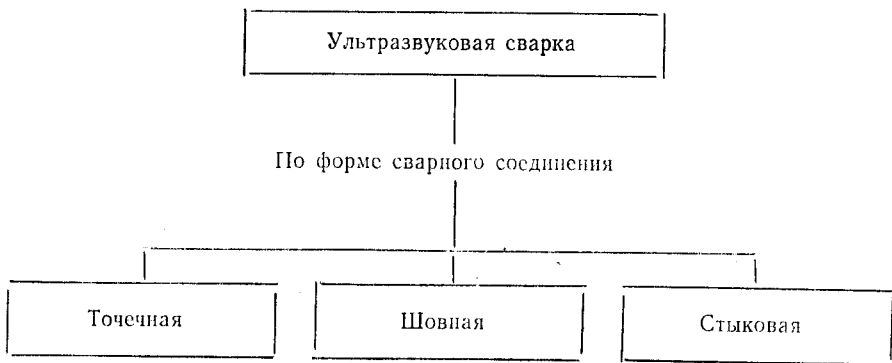 Ультразвуковая сварка
По форме сварного соединения
Точечная
Шовная
Стыковая